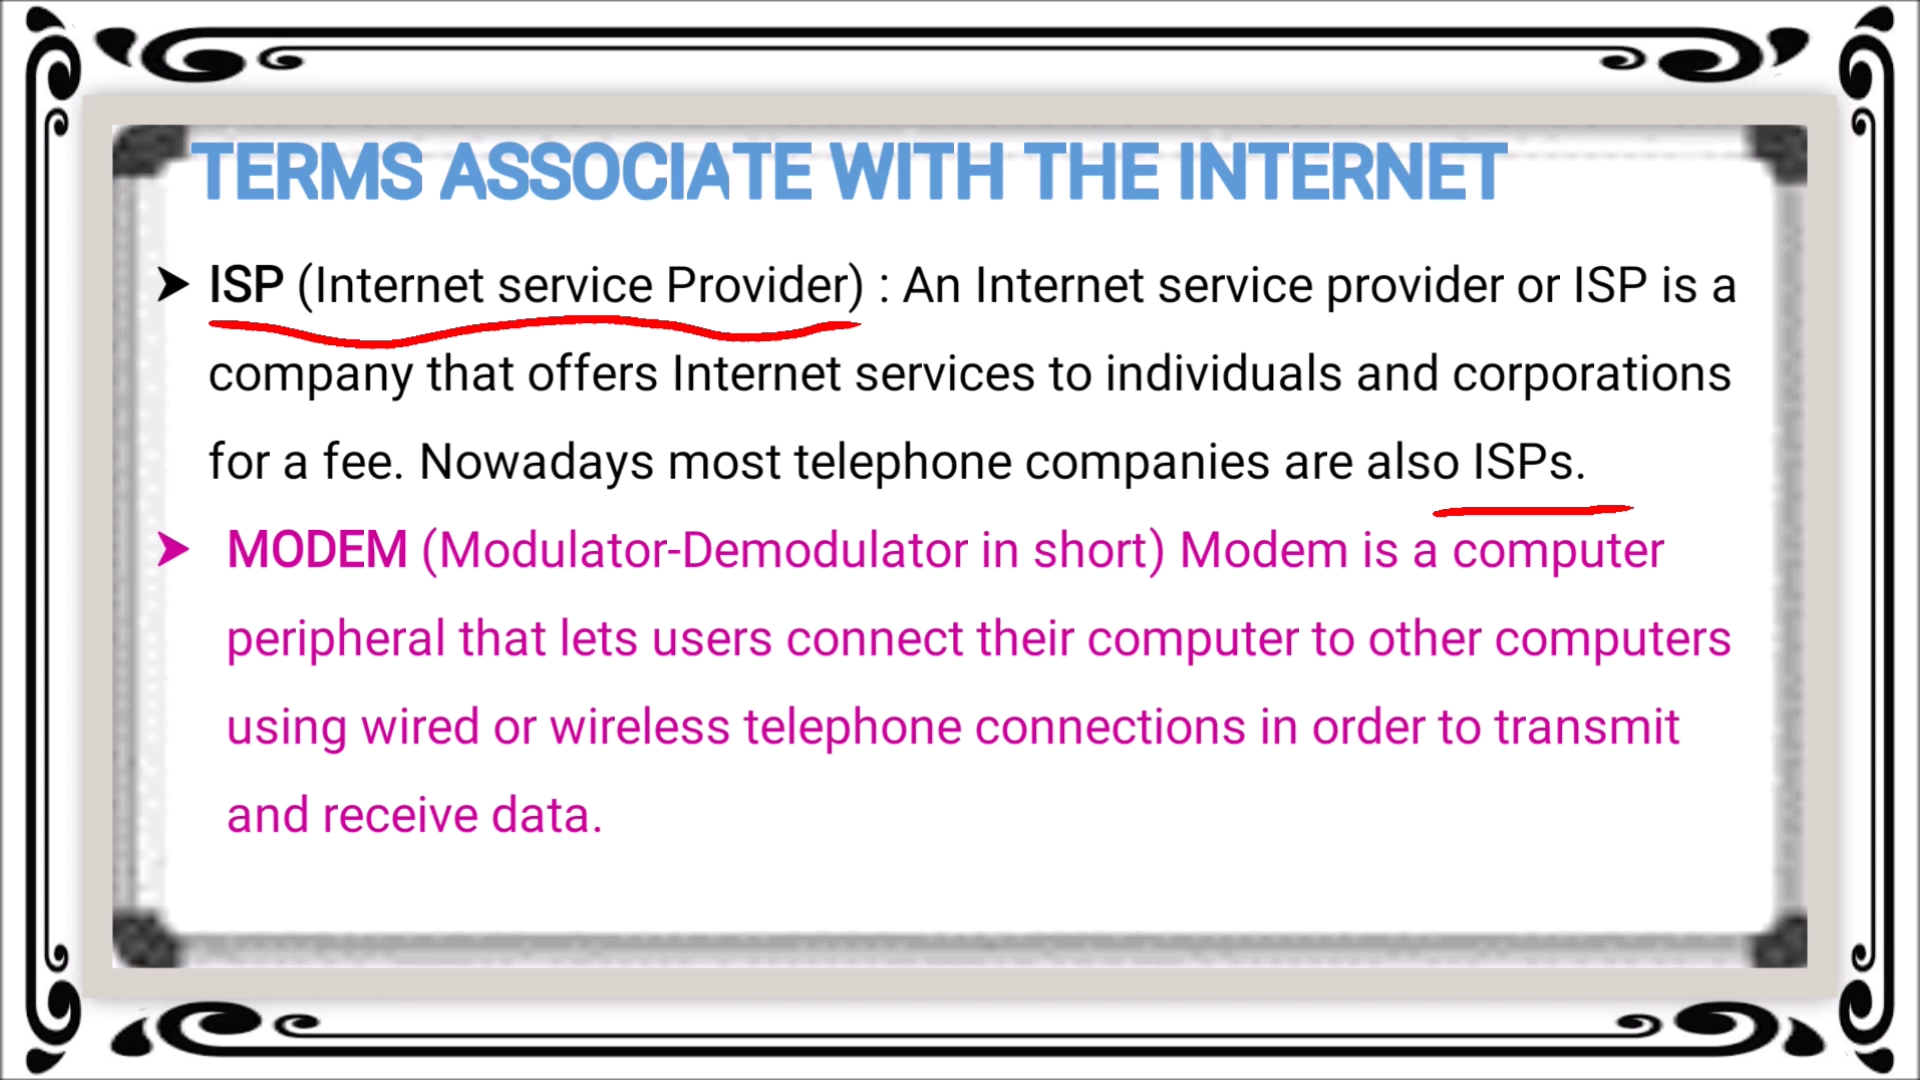 TERMS ASSOCIATE WITH THE INTERNET
➤ ISP (Internet service Provider) : An Internet service provider or ISP is a
company that offers Internet services to individuals and corporations
for a fee. Nowadays most telephone companies are also ISPs.
➤ MODEM (Modulator-Demodulator in short) Modem is a computer
peripheral that lets users connect their computer to other computers
using wired or wireless telephone connections in order to transmit
and receive data.